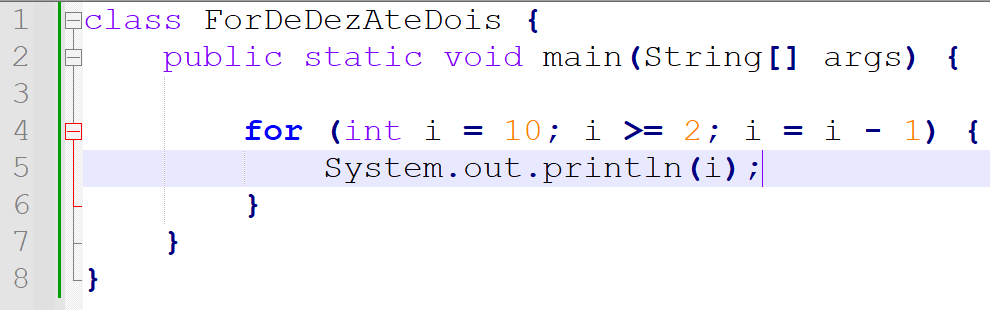 1 class ForDeDezAteDois {
2 public static void main(String[] args) {
3
4 for (int i = 10; i >= 2; i = i - 1) {
5 System.out.println(i);
6 }
7 }
8 }